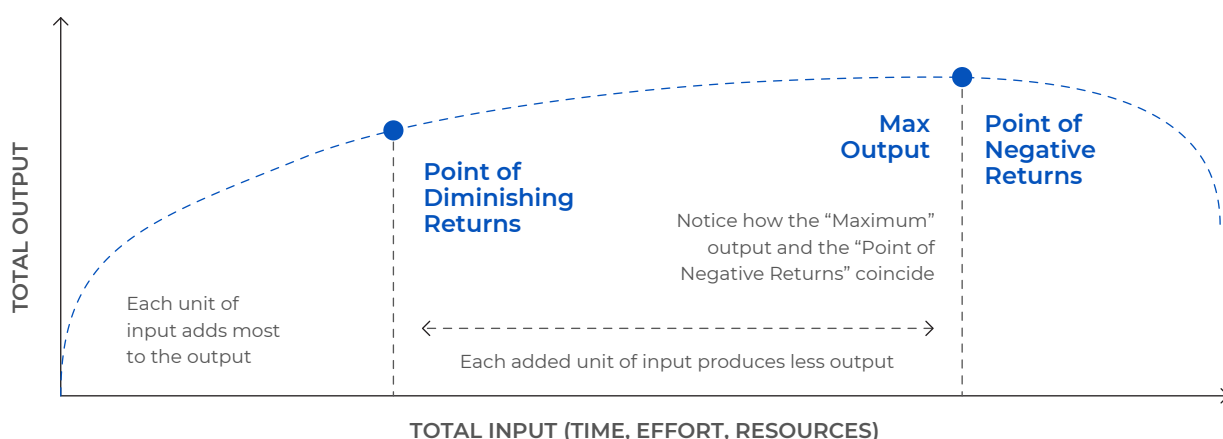 TOTAL OUTPUT
Each unit of
input adds most
to the output
Point of
Diminishing
Returns
Max
Output
Point of
Negative
Returns
Notice how the “Maximum”
output and the “Point of
Negative Returns” coincide
Each added unit of input produces less output
TOTAL INPUT (TIME, EFFORT, RESOURCES)